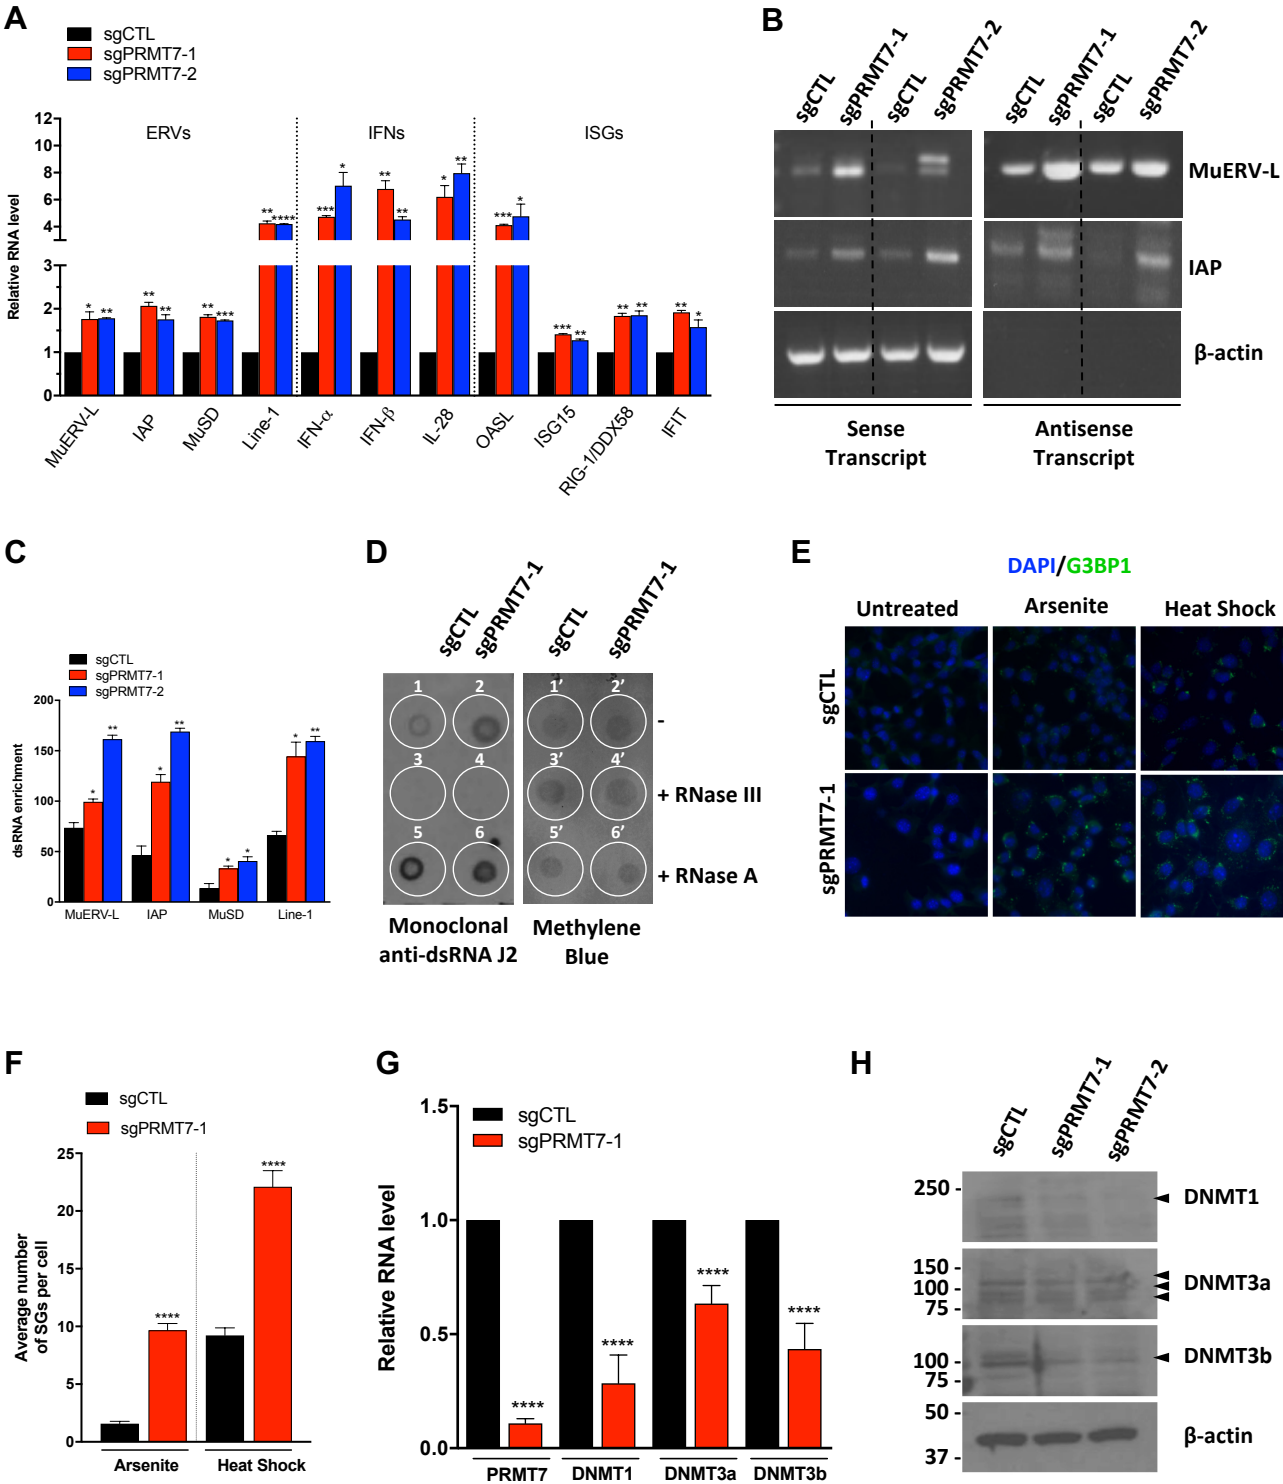 A
sgCTL
sgPRMT7-1
sgPRMT7-2
ERVs
IFNs
ISGs
Relative RNA level
12
10
8
6
4
3
2
1
0
* ** ** ** ** *** ** **** *** * ** ** * ** *** * *** ** ** ** ** *
MuERV-L
IAP
MuSD
Line-1
IFN-α
IFN-β
IL-28
OASL
ISG15
RIG-1/DDX58
IFIT
B
sgCTL
sgPRMT7-1
sgCTL
sgPRMT7-2
sgCTL
sgPRMT7-1
sgCTL
sgPRMT7-2
MuERV-L
IAP
β-actin
Sense
Transcript
Antisense
Transcript
C
sgCTL
sgPRMT7-1
sgPRMT7-2
dsRNA enrichment
200
150
100
50
0
* ** * ** * * * **
MuERV-L
IAP
MuSD
Line-1
D
sgCTL
sgPRMT7-1
sgCTL
sgPRMT7-1
1 2 1’ 2’ -
3 4 3’ 4’ + RNase III
5 6 5’ 6’ + RNase A
Monoclonal
anti-dsRNA J2
Methylene
Blue
E
DAPI/G3BP1
Untreated
Arsenite
Heat Shock
sgCTL
sgPRMT7-1
F
sgCTL
sgPRMT7-1
Average number
of SGs per cell
25
20
15
10
5
0
****
****
Arsenite
Heat Shock
G
sgCTL
sgPRMT7-1
Relative RNA level
1.5
1.0
0.5
0.0
****
****
****
****
PRMT7
DNMT1
DNMT3a
DNMT3b
H
sgCTL
sgPRMT7-1
sgPRMT7-2
250 -
DNMT1
150 -
100 -
75 -
DNMT3a
100 -
75 -
DNMT3b
50 -
37 -
β-actin